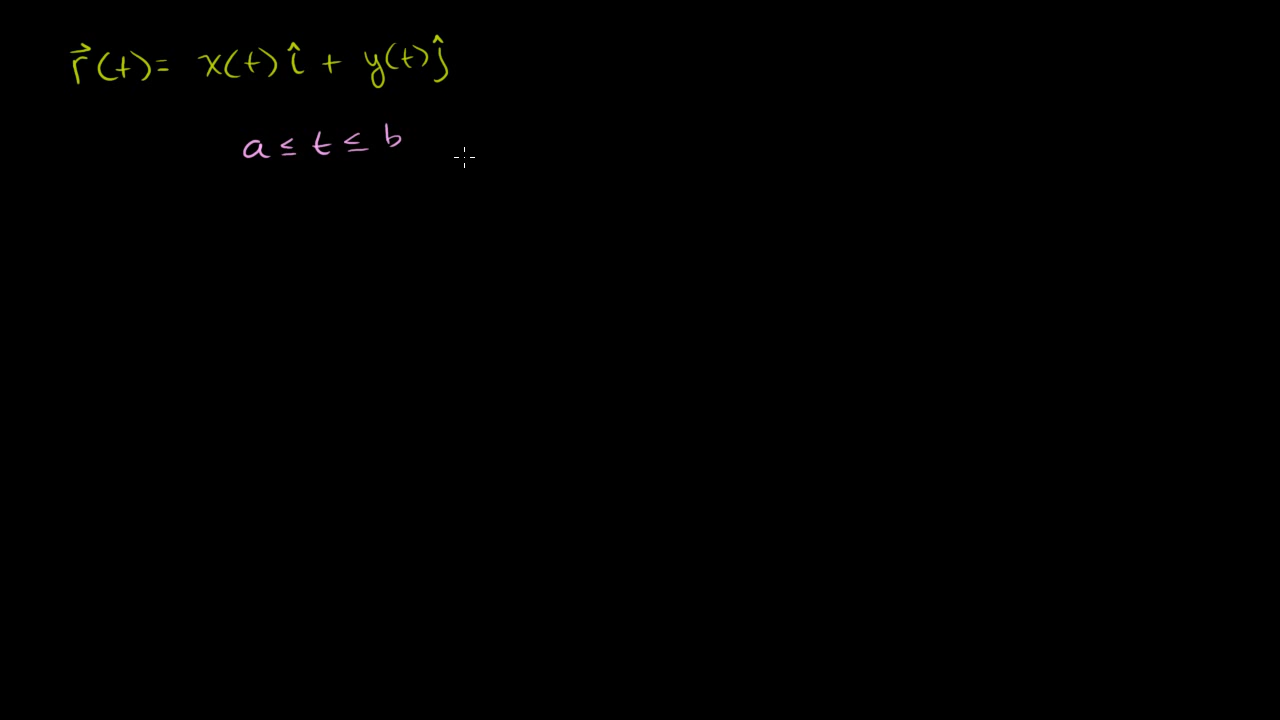 r⃗(t) = x(t) î + y(t) ĵ
a ≤ t ≤ b